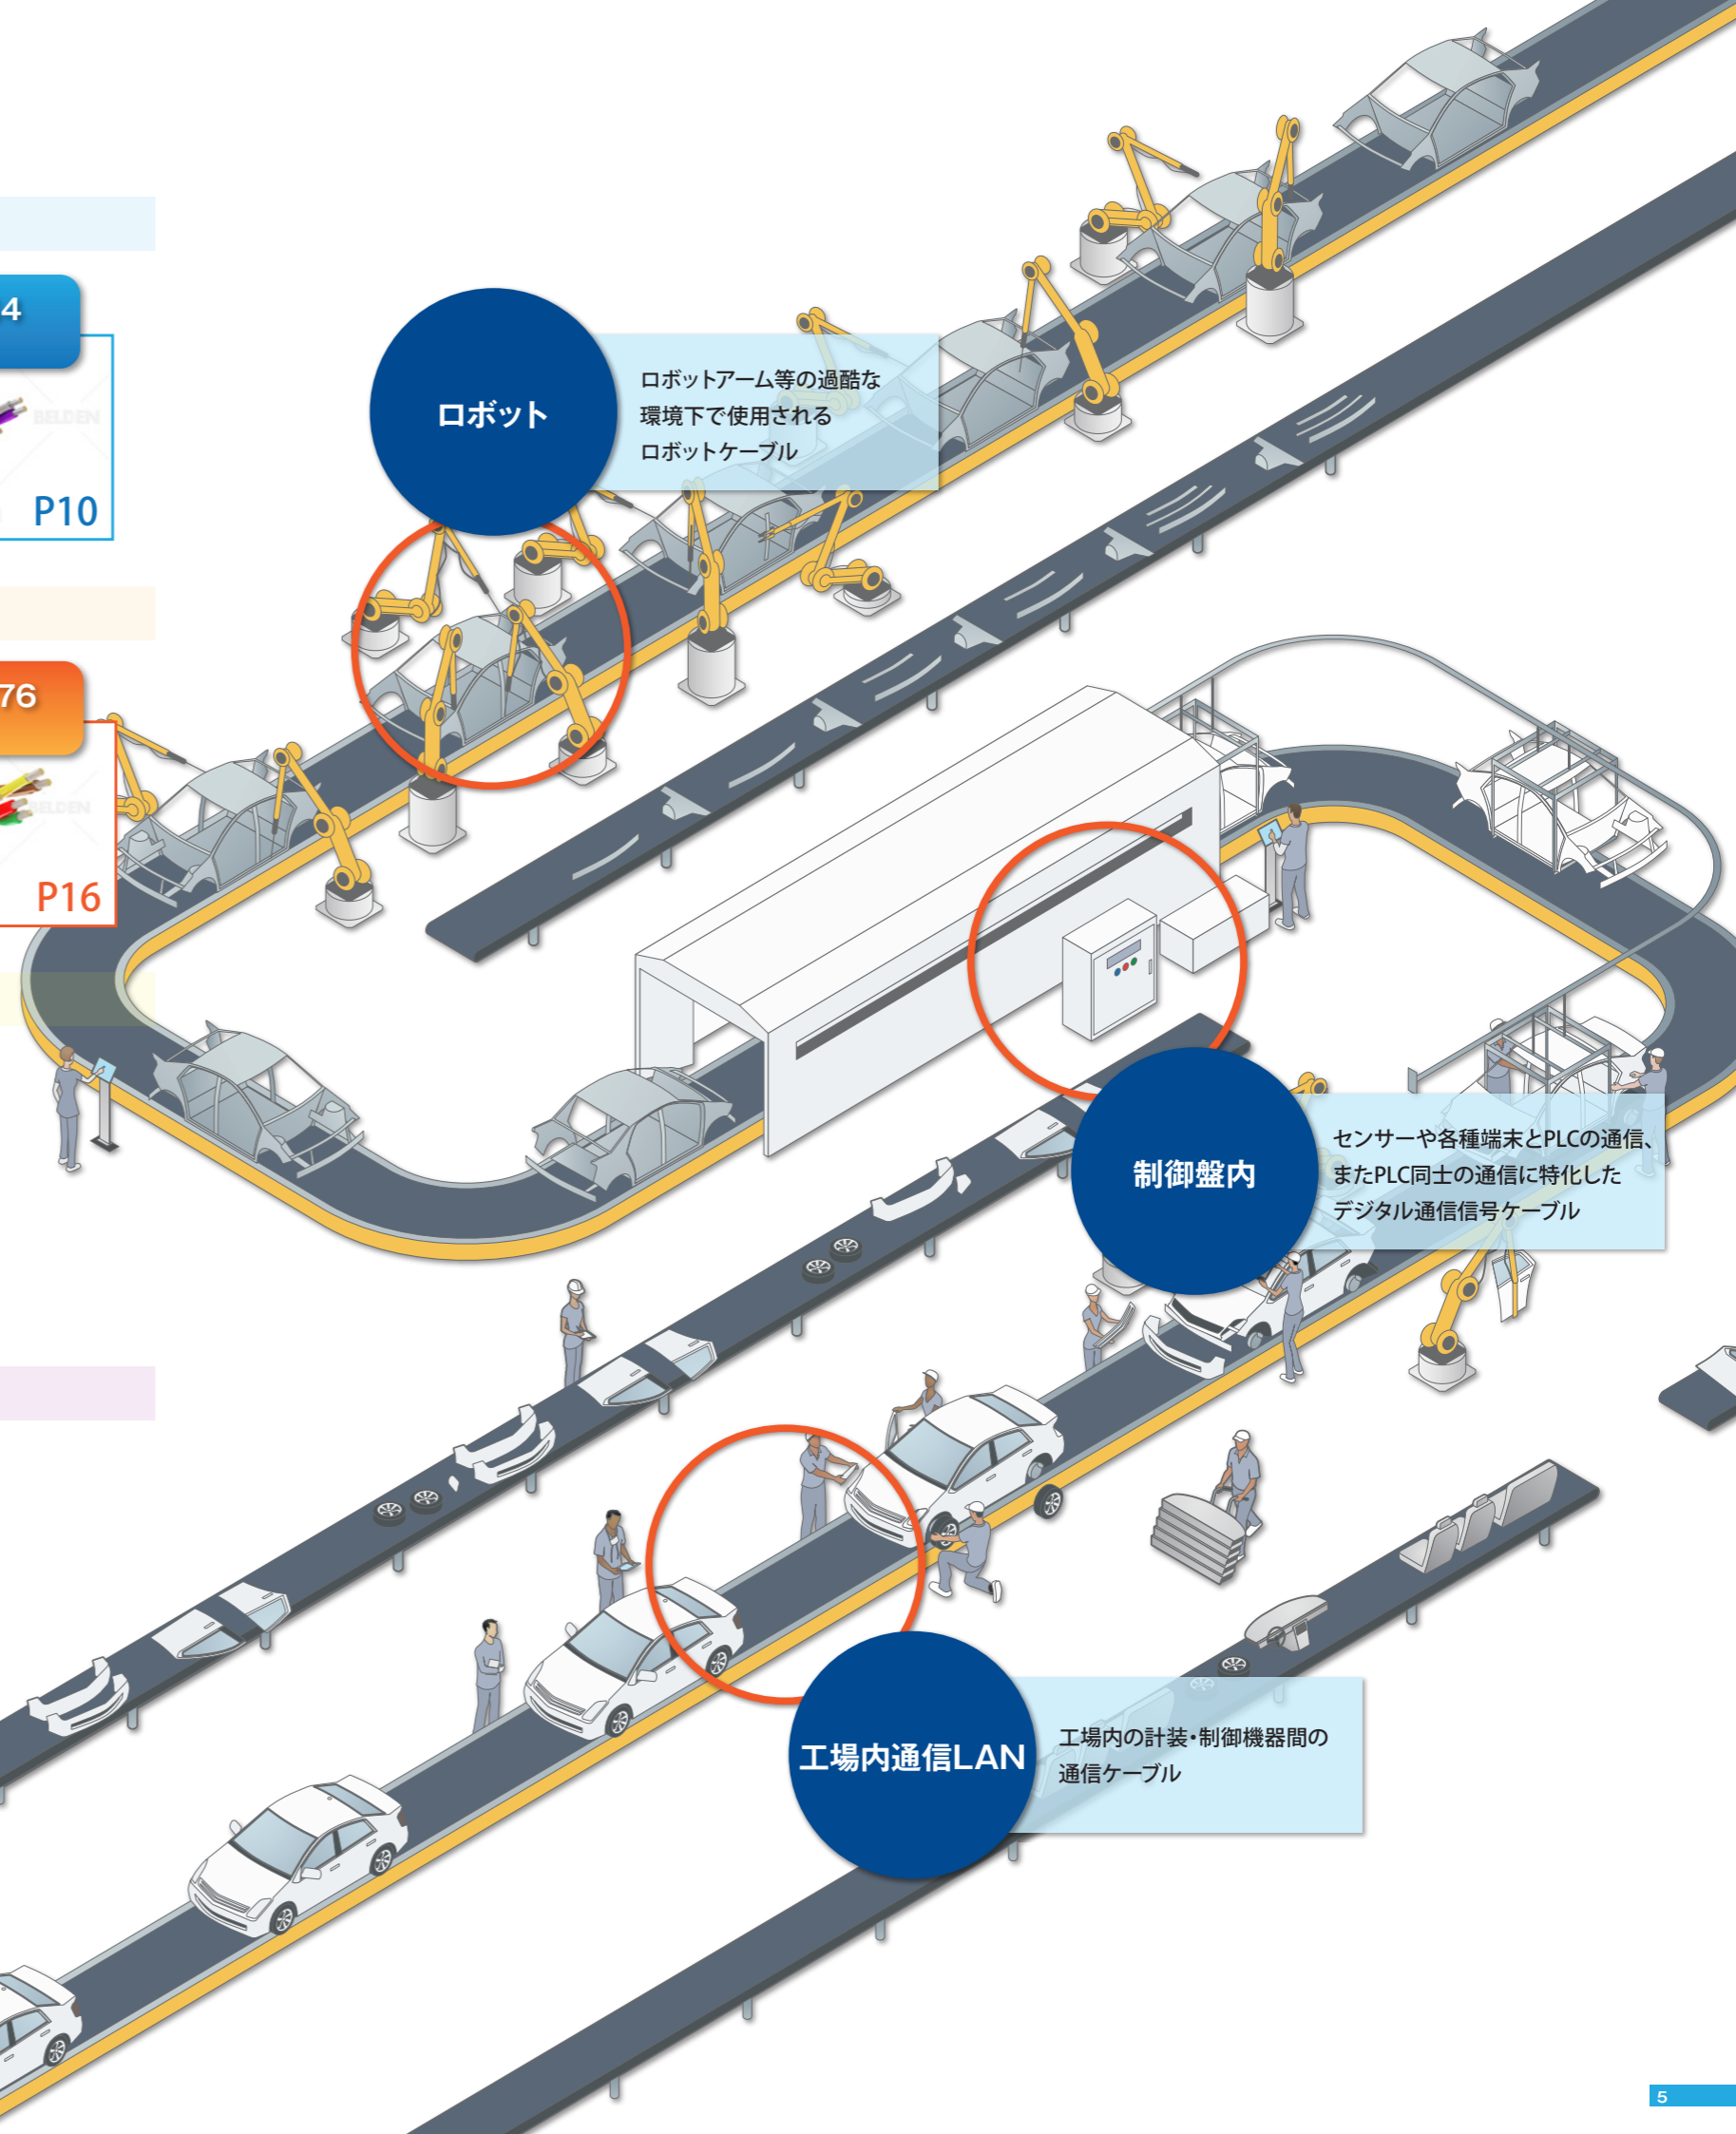 4
BELDEN
P10
76
BELDEN
P16
ロボット
ロボットアーム等の過酷な
環境下で使用される
ロボットケーブル
制御盤内
センサーや各種端末とPLCの通信、
またPLC同士の通信に特化した
デジタル通信信号ケーブル
工場内通信LAN
工場内の計装・制御機器間の
通信ケーブル
5